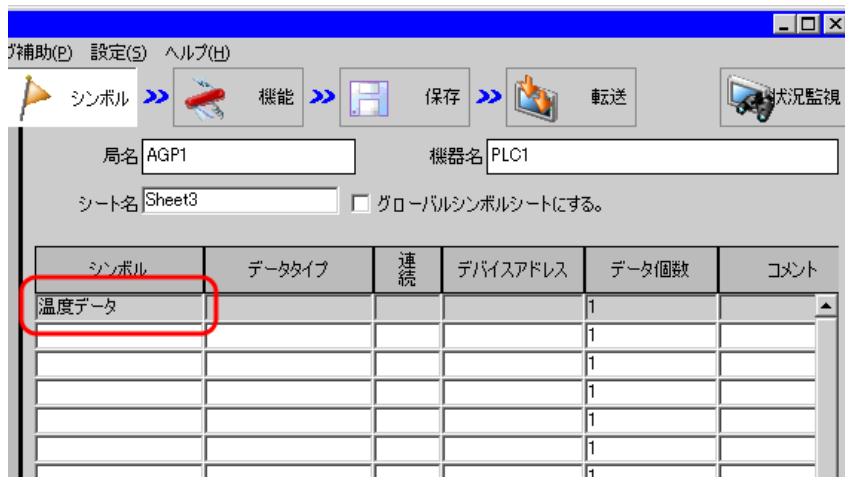 ブ補助(P) 設定(S) ヘルプ(H)
シンボル 機能 保存 転送 状況監視
局名 AGP1 機器名 PLC1
シート名 Sheet3 グローバルシンボルシートにする。
シンボル データタイプ 連続 デバイスアドレス データ個数 コメント
温度データ 1
1
1
1
1
1
1